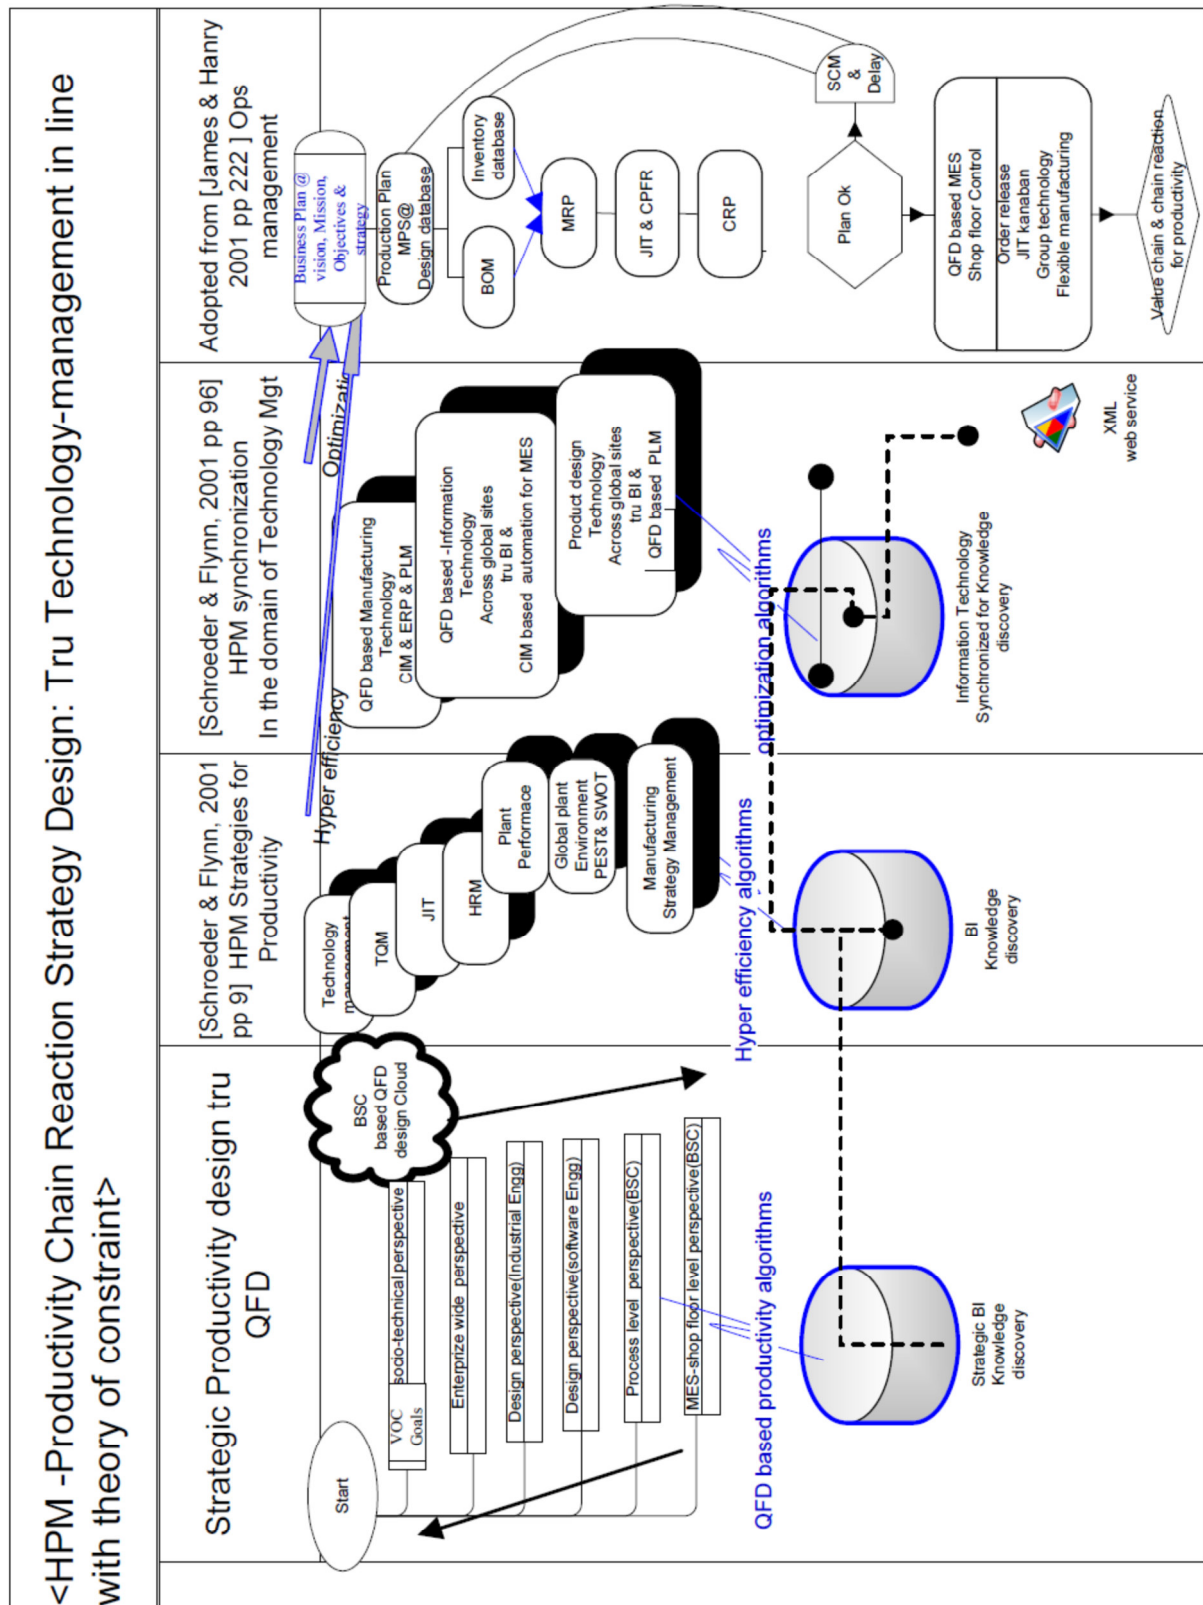 <HPM -Productivity Chain Reaction Strategy Design: Tru Technology-management in line
with theory of constraint>
Strategic Productivity design tru
QFD
Start
VOC
Goals
socio-technical perspective
Enterprize wide perspective
Design perspective(Industrial Engg)
Design perspective(software Engg)
Process level perspective(BSC)
MES-shop floor level perspective(BSC)
BSC
based QFD
design Cloud
QFD based productivity algorithms
Strategic BI
Knowledge
discovery
[Schroeder & Flynn, 2001
pp 9] HPM Strategies for
Productivity
Hyper efficiency
Technology
management
TQM
JIT
HRM
Plant
Performace
Global plant
Environment
PEST& SWOT
Manufacturing
Strategy Management
Hyper efficiency algorithms
BI
Knowledge
discovery
[Schroeder & Flynn, 2001 pp 96]
HPM synchronization
In the domain of Technology Mgt
Optimizatio
QFD based Manufacturing
Technology
CIM & ERP & PLM
QFD based -Information
Technology
Across global sites
tru BI &
CIM based automation for MES
Product design
Technology
Across global sites
tru BI &
QFD based PLM
optimization algorithms
Information Technology
Synchronized for Knowledge
discovery
XML
web service
Adopted from [James & Hanry
2001 pp 222 ] Ops
management
Business Plan @
vision, Mission,
Objectives &
strategy
Production Plan
MPS@
Design database
BOM
Inventory
database
MRP
JIT & CPFR
CRP
Plan Ok
SCM
&
Delay
QFD based MES
Shop floor Control
Order release
JIT kanaban
Group technology
Flexible manufacturing
Value chain & chain reaction
for productivity